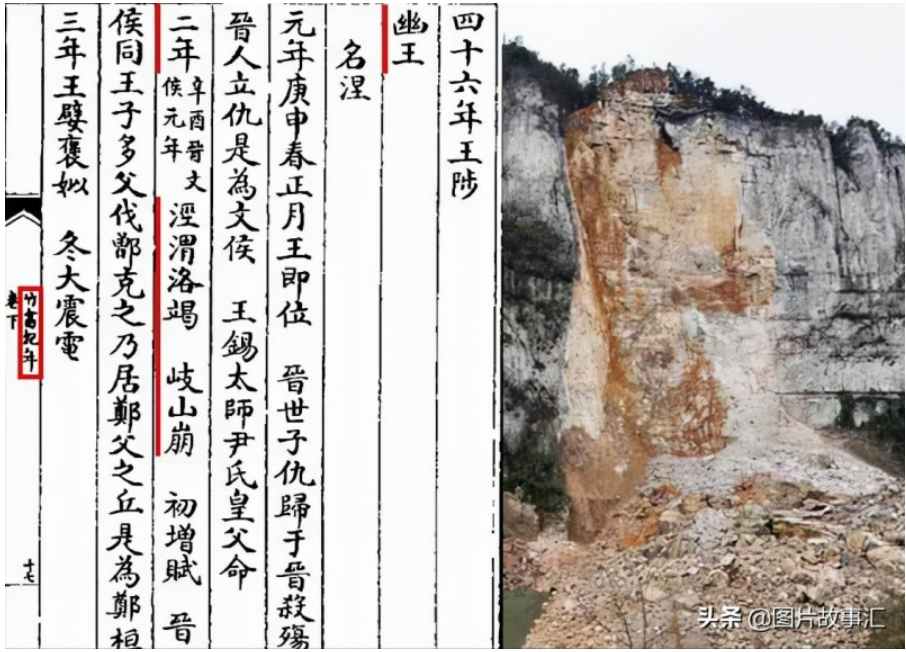 四十六年王陟
幽王
名涅
元年庚申春正月王即位 晉世子仇歸于晉殺殤
晉人立仇是為文侯 王錫太師尹氏皇父命
二年 辛酉晉文侯元年 涇渭洛竭 岐山崩 初增賦 晉
侯同王子多父伐鄶克之乃居鄭父之丘是為鄭桓
三年王嬖褒姒 冬大震電
竹書紀年
卷下
十七
头条 @图片故事汇